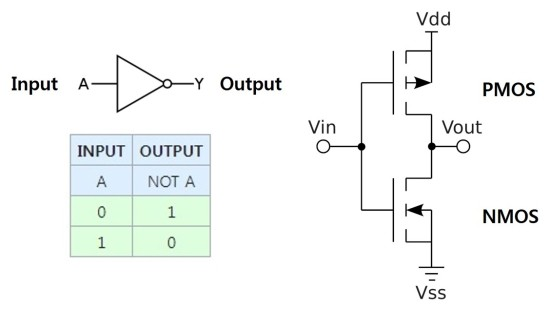 Input A Y Output
INPUT OUTPUT
A NOT A
0 1
1 0
Vdd
PMOS
Vin Vout
NMOS
Vss